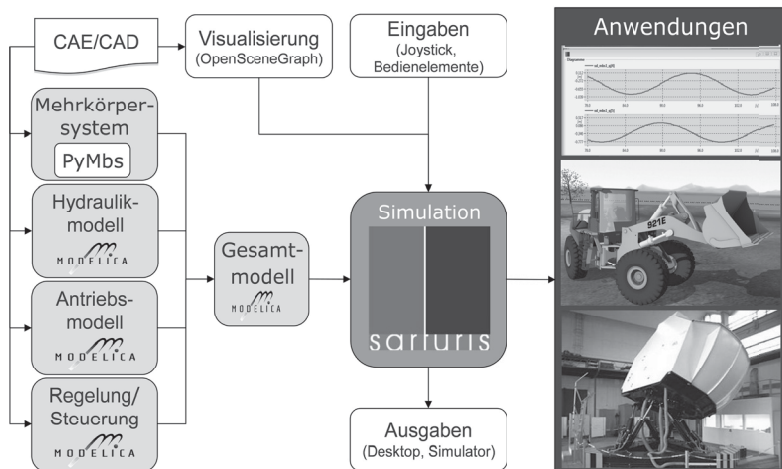 CAE/CAD
Visualisierung
(OpenSceneGraph)
Eingaben
(Joystick,
Bedienelemente)
Mehrkörper-
system
PyMbs
Hydraulik-
modell
MODELICA
Antriebs-
modell
MODELICA
Regelung/
Steuerung
MODELICA
Gesamt-
modell
MODELICA
Simulation
sarturis
Ausgaben
(Desktop, Simulator)
Anwendungen
Diagramme
921E